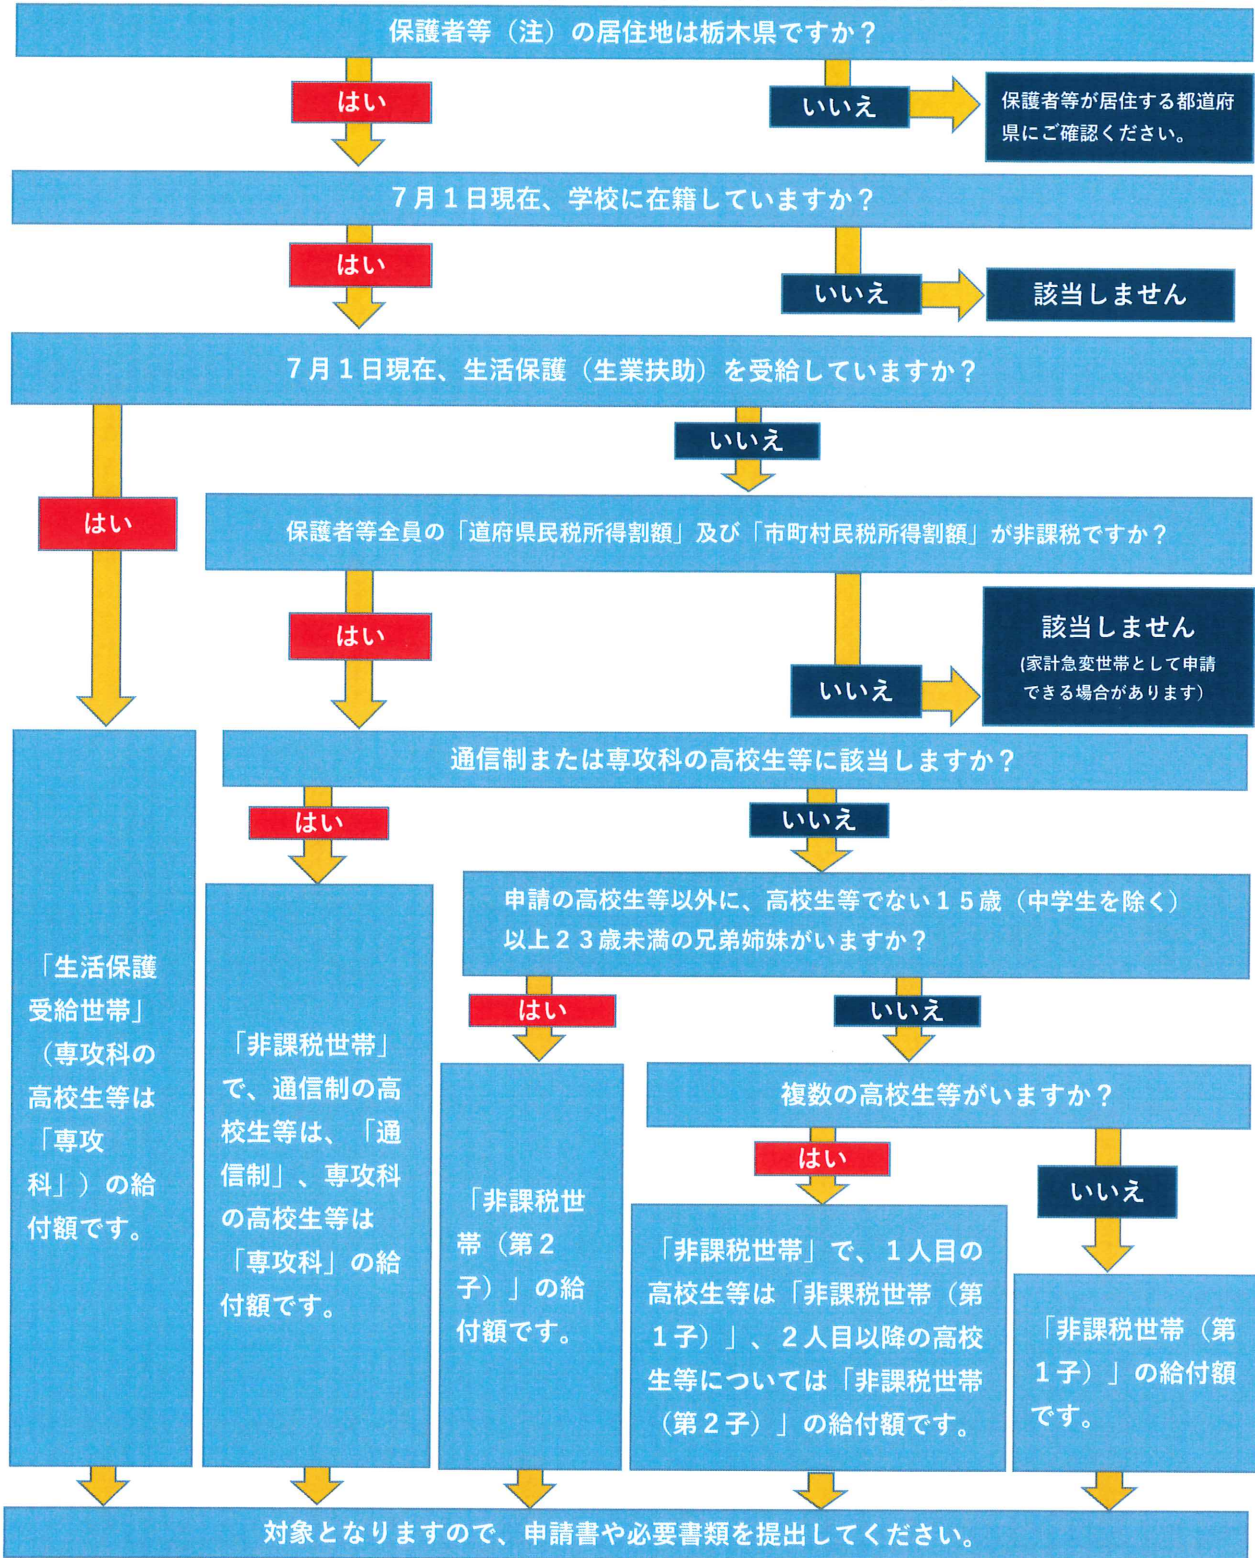 保護者等（注）の居住地は栃木県ですか？
はい
いいえ
保護者等が居住する都道府
県にご確認ください。
７月１日現在、学校に在籍していますか？
はい
いいえ
該当しません
７月１日現在、生活保護（生業扶助）を受給していますか？
いいえ
はい
保護者等全員の「道府県民税所得割額」及び「市町村民税所得割額」が非課税ですか？
はい
いいえ
該当しません
(家計急変世帯として申請
できる場合があります）
通信制または専攻科の高校生等に該当しますか？
はい
いいえ
申請の高校生等以外に、高校生等でない１５歳（中学生を除く）
以上２３歳未満の兄弟姉妹がいますか？
はい
いいえ
複数の高校生等がいますか？
はい
いいえ
「生活保護
受給世帯」
（専攻科の
高校生等は
「専攻
科」）の給
付額です。
「非課税世帯」
で、通信制の高
校生等は、「通
信制」、専攻科
の高校生等は
「専攻科」の給
付額です。
「非課税世
帯（第２
子）」の給
付額です。
「非課税世帯」で、１人目の
高校生等は「非課税世帯（第
１子）」、２人目以降の高校
生等については「非課税世帯
（第２子）」の給付額です。
「非課税世帯（第
１子）」の給付額
です。
対象となりますので、申請書や必要書類を提出してください。